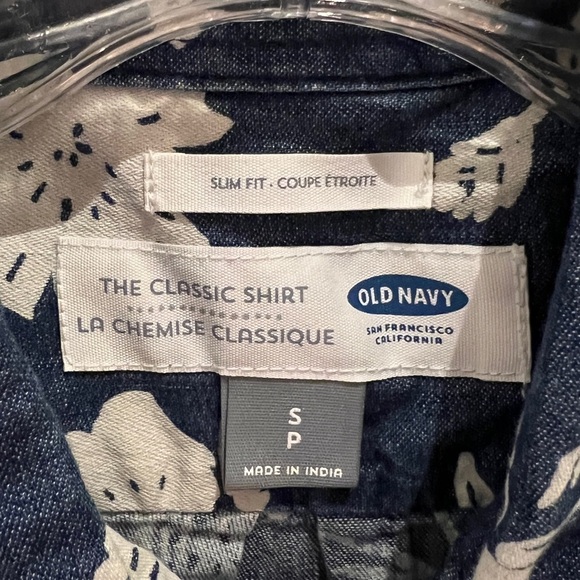 SLIM FIT • COUPE ÉTROITE
THE CLASSIC SHIRT
LA CHEMISE CLASSIQUE
OLD NAVY
SAN FRANCISCO
CALIFORNIA
S
P
MADE IN INDIA